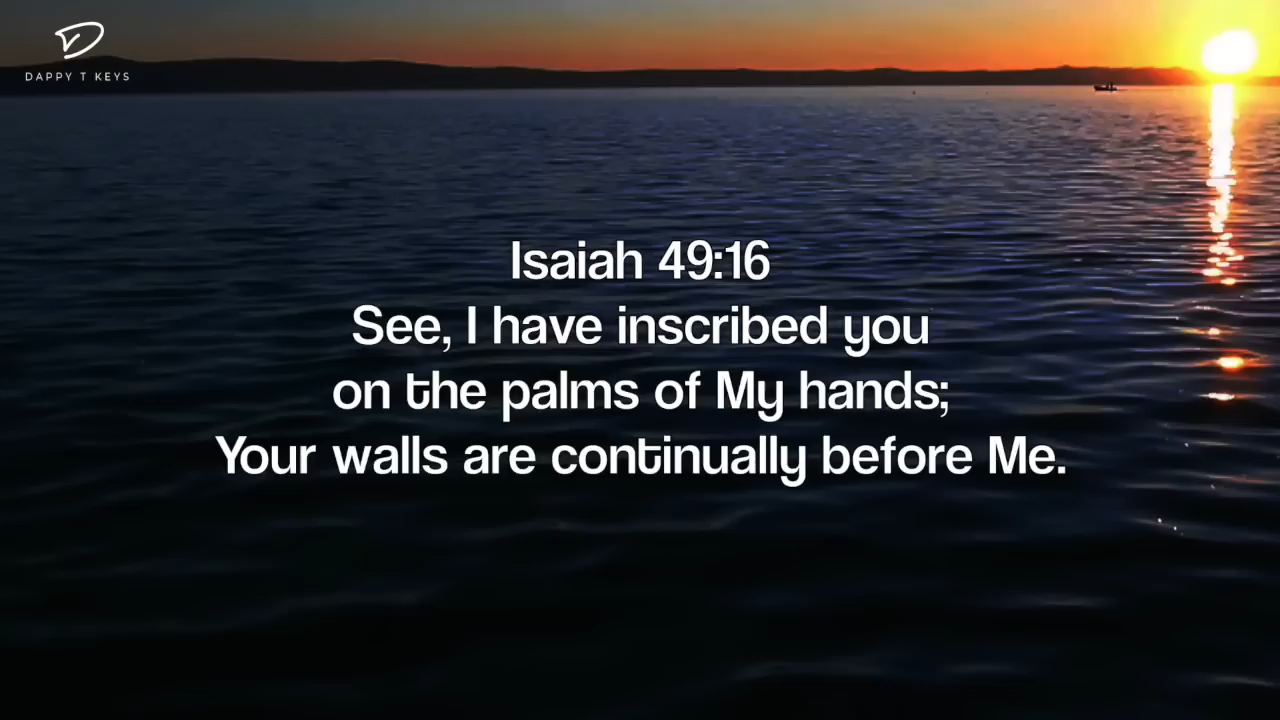 DAPPY T KEYS
Isaiah 49:16
See, I have inscribed you
on the palms of My hands;
Your walls are continually before Me.